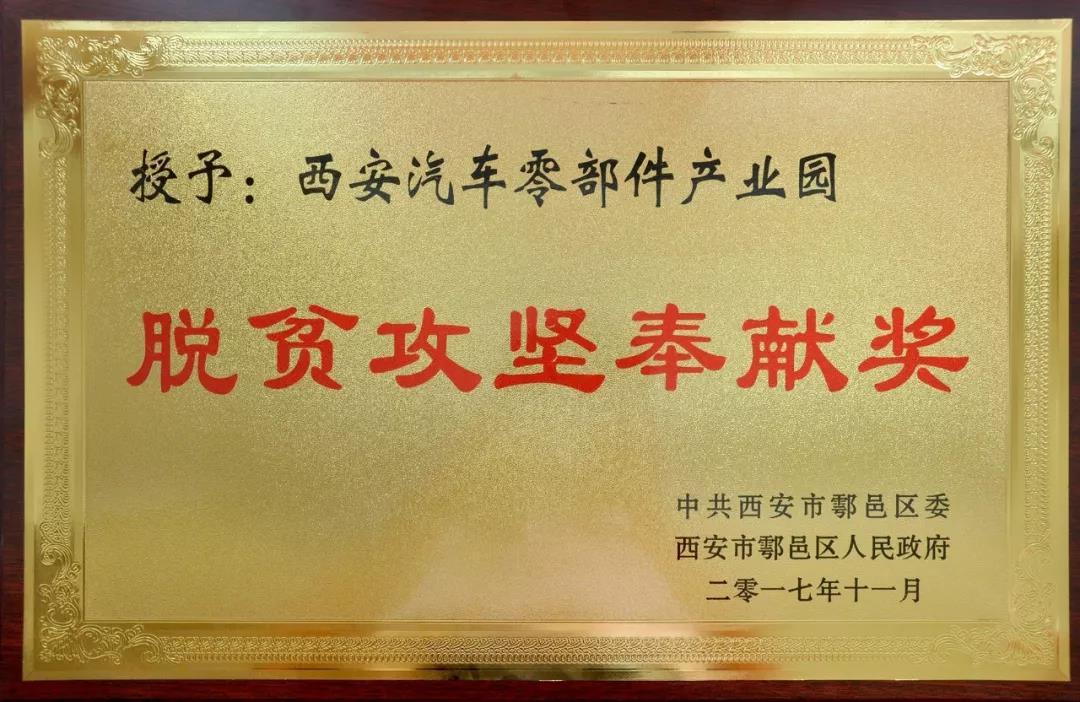 授予：西安汽车零部件产业园
脱贫攻坚奉献奖
中共西安市鄠邑区委
西安市鄠邑区人民政府
二零一七年十一月